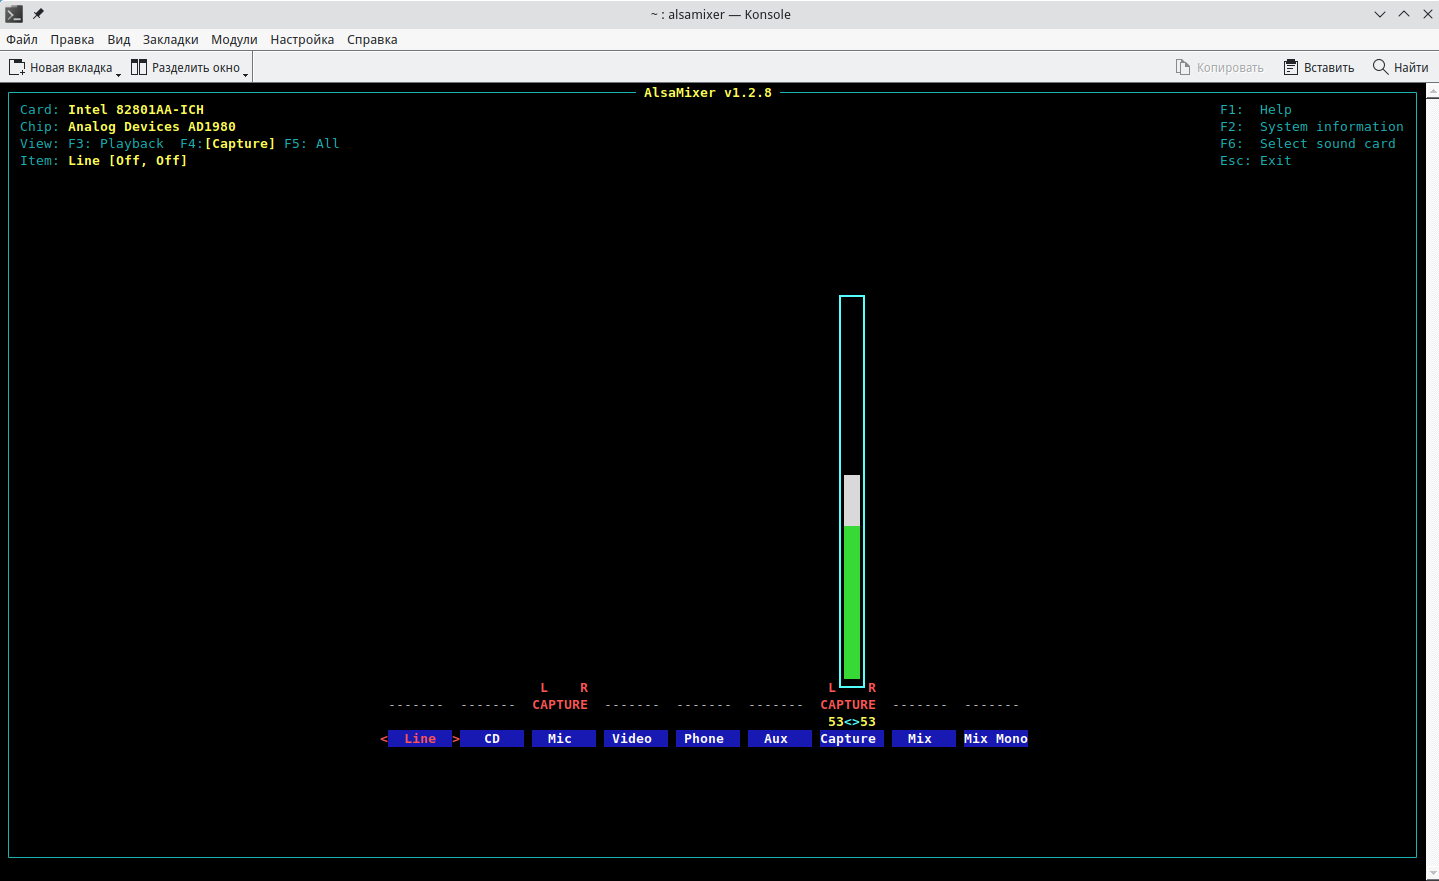 ~ : alsamixer — Konsole
Файл Правка Вид Закладки Модули Настройка Справка
Новая вкладка Разделить окно Копировать Вставить Найти
AlsaMixer v1.2.8
Card: Intel 82801AA-ICH F1: Help
Chip: Analog Devices AD1980 F2: System information
View: F3: Playback F4:[Capture] F5: All F6: Select sound card
Item: Line [Off, Off] Esc: Exit
L R L R
------- ------- CAPTURE ------- ------- ------- CAPTURE ------- -------
53<>53
< Line > CD Mic Video Phone Aux Capture Mix Mix Mono